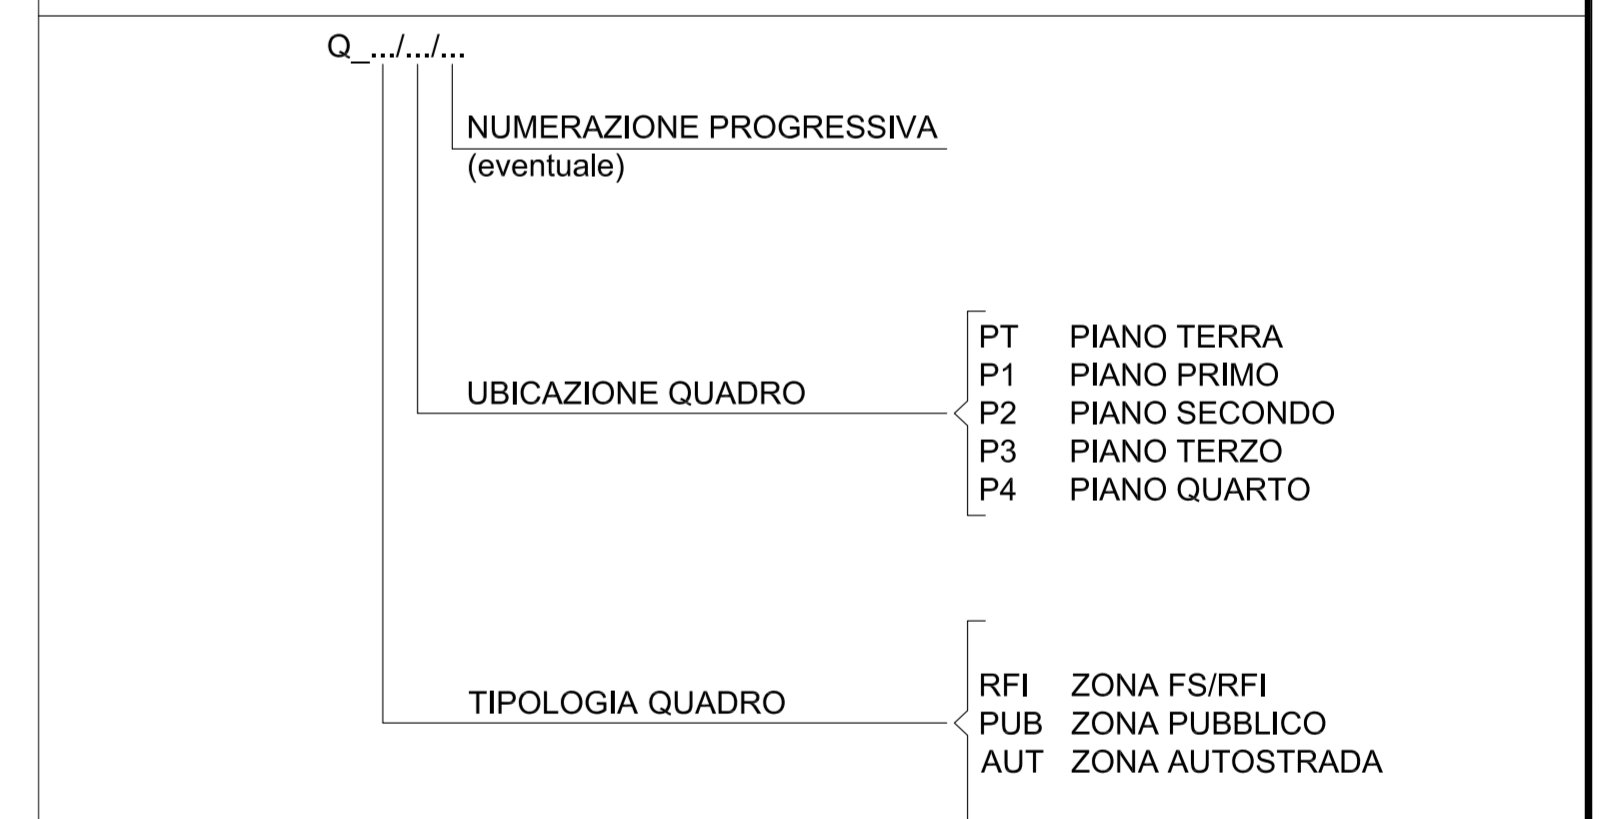 Q_.../.../...
NUMERAZIONE PROGRESSIVA
(eventuale)
UBICAZIONE QUADRO
PT PIANO TERRA
P1 PIANO PRIMO
P2 PIANO SECONDO
P3 PIANO TERZO
P4 PIANO QUARTO
TIPOLOGIA QUADRO
RFI ZONA FS/RFI
PUB ZONA PUBBLICO
AUT ZONA AUTOSTRADA